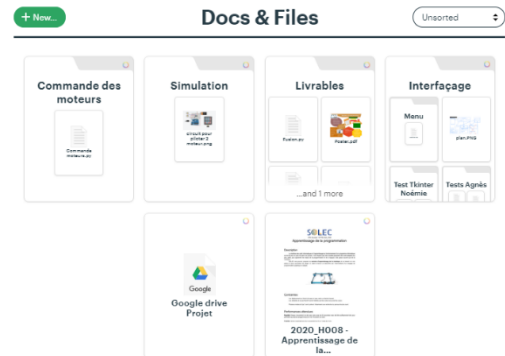 + New...
Docs & Files
Unsorted
Commande des
moteurs
Commande
moteurs.py
Simulation
circuit pour
piloter 2
moteur.png
Livrables
Fusion.py
Poster.pdf
...and 1 more
Interfaçage
Menu
plan.PNG
Test Tkinter
Noémie
Tests Agnès
Google
Google drive
Projet
Apprentissage de la programmation
2020_H008 -
Apprentissage de
la...